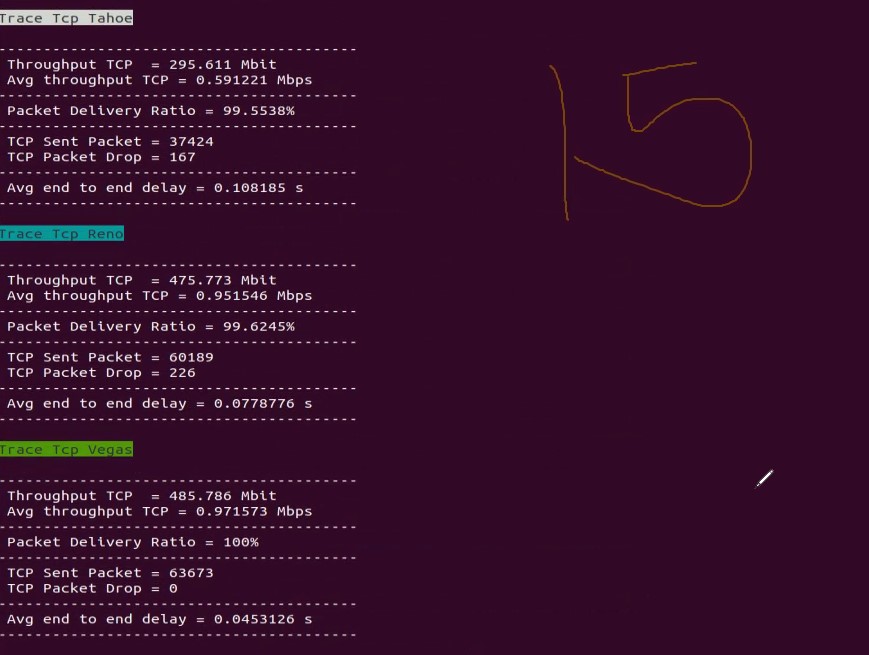 Trace Tcp Tahoe
15
---------------------------------------
Throughput TCP  = 295.611 Mbit
Avg throughput TCP = 0.591221 Mbps
---------------------------------------
Packet Delivery Ratio = 99.5538%
---------------------------------------
TCP Sent Packet = 37424
TCP Packet Drop = 167
---------------------------------------
Avg end to end delay = 0.108185 s
---------------------------------------
Trace Tcp Reno
---------------------------------------
Throughput TCP  = 475.773 Mbit
Avg throughput TCP = 0.951546 Mbps
---------------------------------------
Packet Delivery Ratio = 99.6245%
---------------------------------------
TCP Sent Packet = 60189
TCP Packet Drop = 226
---------------------------------------
Avg end to end delay = 0.0778776 s
---------------------------------------
Trace Tcp Vegas
---------------------------------------
Throughput TCP  = 485.786 Mbit
Avg throughput TCP = 0.971573 Mbps
---------------------------------------
Packet Delivery Ratio = 100%
---------------------------------------
TCP Sent Packet = 63673
TCP Packet Drop = 0
---------------------------------------
Avg end to end delay = 0.0453126 s
---------------------------------------